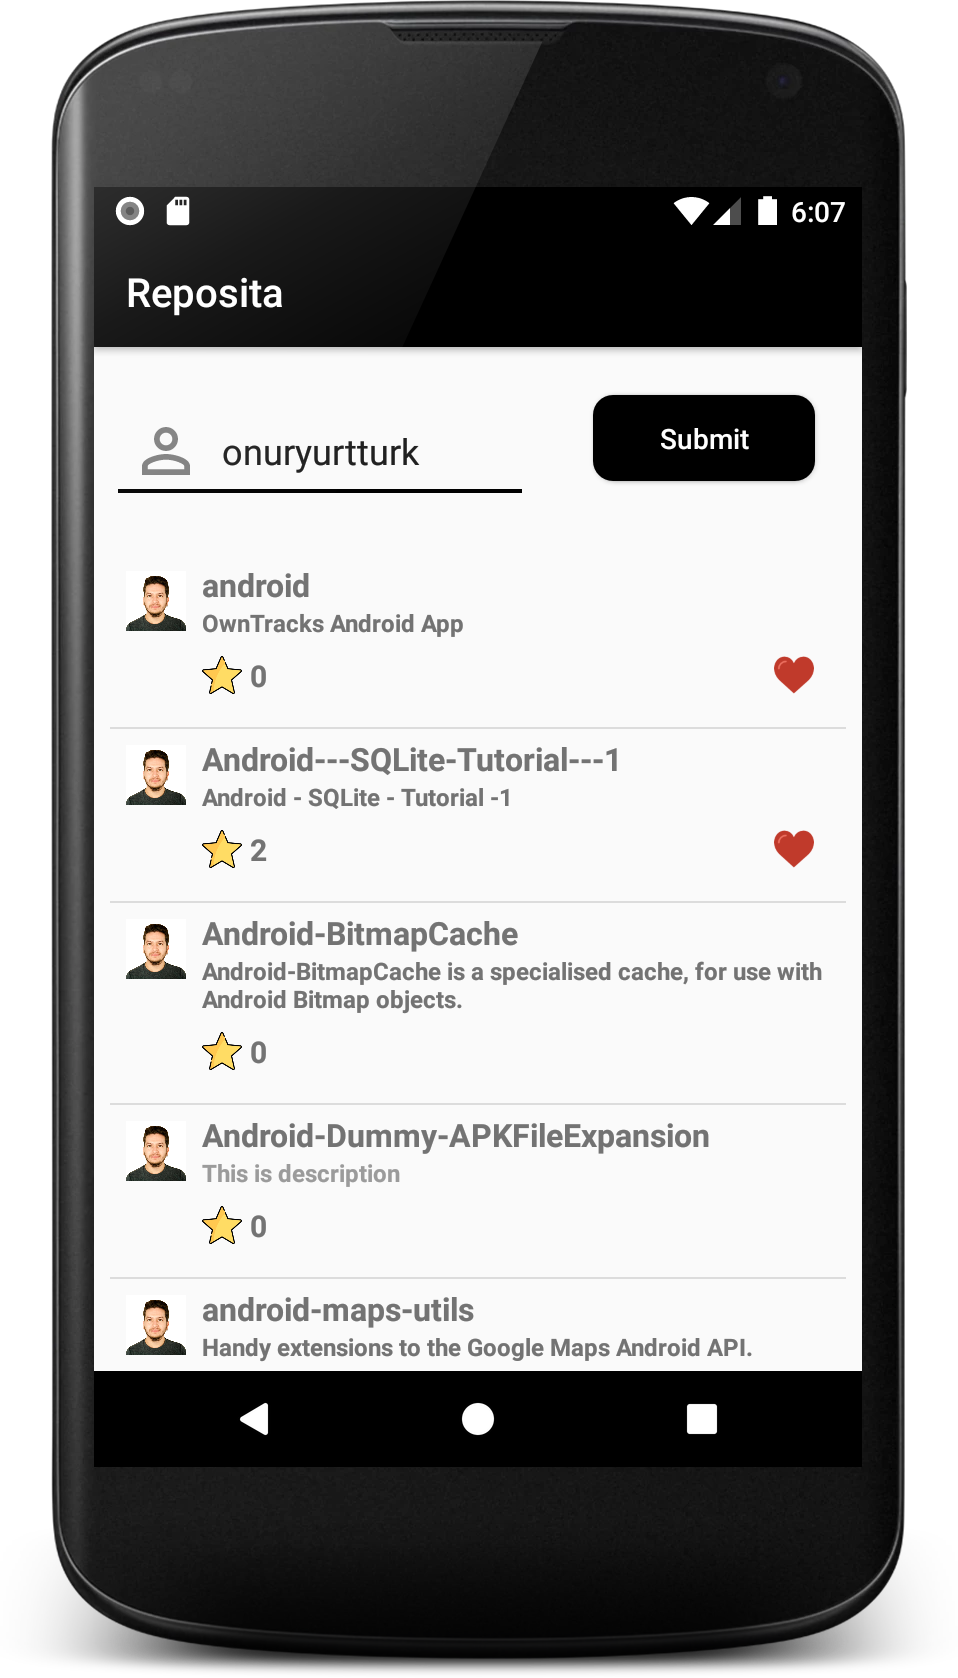 6:07
Reposita
onuryurtturk
Submit
android
OwnTracks Android App
0
Android---SQLite-Tutorial---1
Android - SQLite - Tutorial -1
2
Android-BitmapCache
Android-BitmapCache is a specialised cache, for use with
Android Bitmap objects.
0
Android-Dummy-APKFileExpansion
This is description
0
android-maps-utils
Handy extensions to the Google Maps Android API.